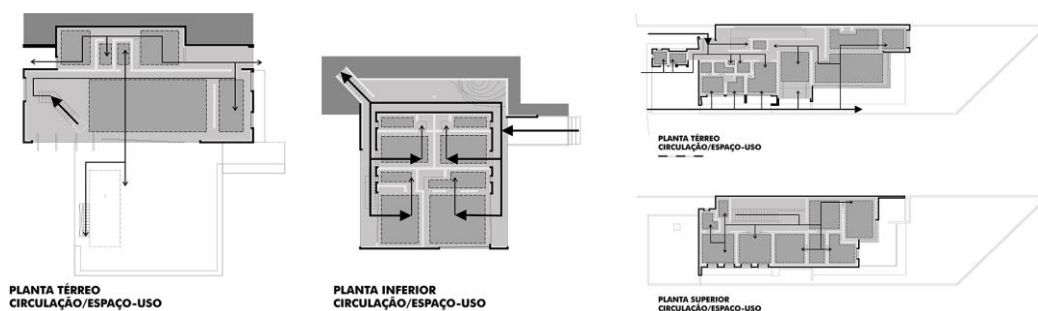 PLANTA TÉRREO
CIRCULAÇÃO/ESPAÇO-USO
PLANTA INFERIOR
CIRCULAÇÃO/ESPAÇO-USO
PLANTA TÉRREO
CIRCULAÇÃO/ESPAÇO-USO
PLANTA SUPERIOR
CIRCULAÇÃO/ESPAÇO-USO